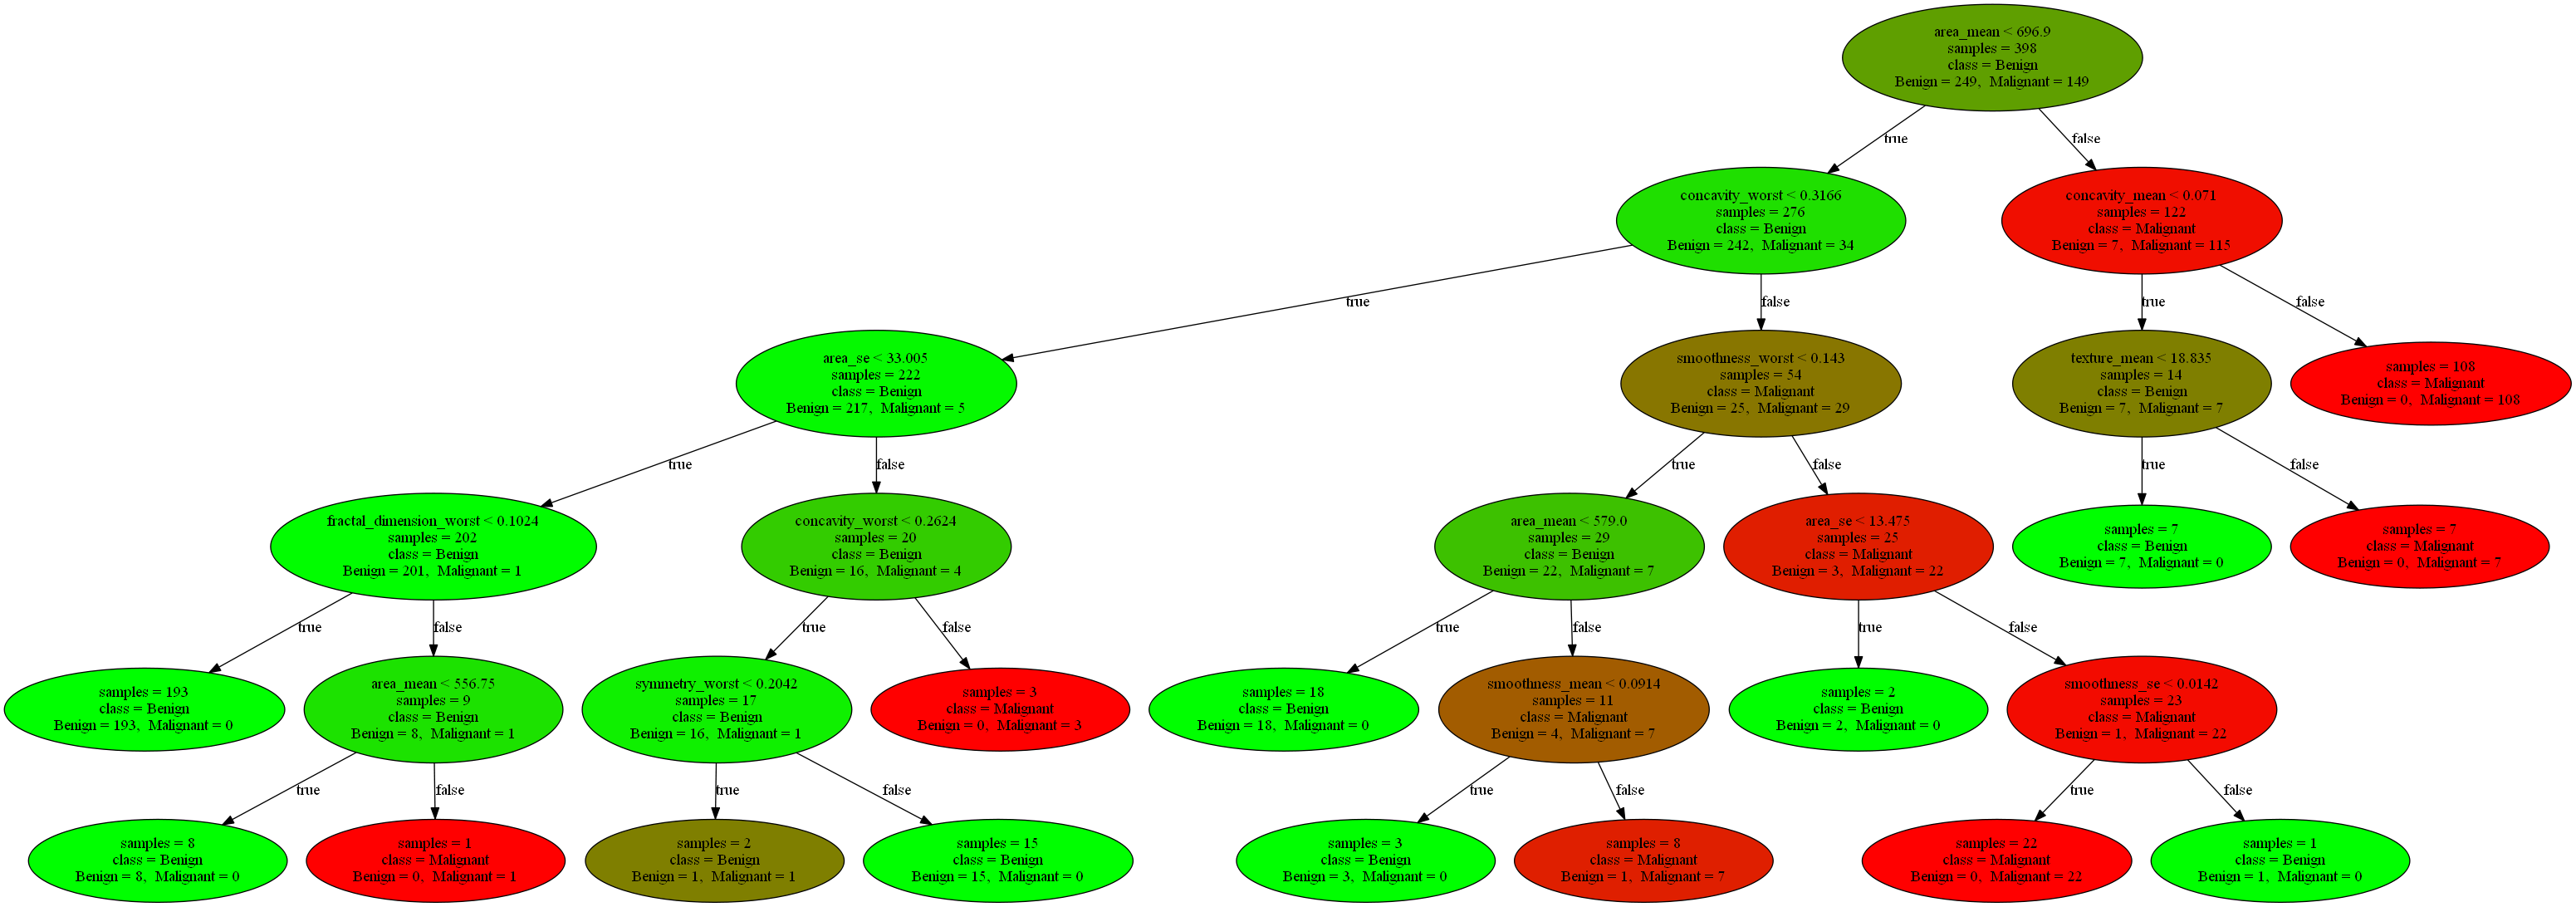 area_mean < 696.9
samples = 398
class = Benign
Benign = 249,  Malignant = 149
true
false
concavity_worst < 0.3166
samples = 276
class = Benign
Benign = 242,  Malignant = 34
concavity_mean < 0.071
samples = 122
class = Malignant
Benign = 7,  Malignant = 115
true
false
true
false
area_se < 33.005
samples = 222
class = Benign
Benign = 217,  Malignant = 5
smoothness_worst < 0.143
samples = 54
class = Malignant
Benign = 25,  Malignant = 29
texture_mean < 18.835
samples = 14
class = Benign
Benign = 7,  Malignant = 7
samples = 108
class = Malignant
Benign = 0,  Malignant = 108
true
false
true
false
true
false
fractal_dimension_worst < 0.1024
samples = 202
class = Benign
Benign = 201,  Malignant = 1
concavity_worst < 0.2624
samples = 20
class = Benign
Benign = 16,  Malignant = 4
area_mean < 579.0
samples = 29
class = Benign
Benign = 22,  Malignant = 7
area_se < 13.475
samples = 25
class = Malignant
Benign = 3,  Malignant = 22
samples = 7
class = Benign
Benign = 7,  Malignant = 0
samples = 7
class = Malignant
Benign = 0,  Malignant = 7
true
false
true
false
true
false
true
false
samples = 193
class = Benign
Benign = 193,  Malignant = 0
area_mean < 556.75
samples = 9
class = Benign
Benign = 8,  Malignant = 1
symmetry_worst < 0.2042
samples = 17
class = Benign
Benign = 16,  Malignant = 1
samples = 3
class = Malignant
Benign = 0,  Malignant = 3
samples = 18
class = Benign
Benign = 18,  Malignant = 0
smoothness_mean < 0.0914
samples = 11
class = Malignant
Benign = 4,  Malignant = 7
samples = 2
class = Benign
Benign = 2,  Malignant = 0
smoothness_se < 0.0142
samples = 23
class = Malignant
Benign = 1,  Malignant = 22
true
false
true
false
true
false
true
false
samples = 8
class = Benign
Benign = 8,  Malignant = 0
samples = 1
class = Malignant
Benign = 0,  Malignant = 1
samples = 2
class = Benign
Benign = 1,  Malignant = 1
samples = 15
class = Benign
Benign = 15,  Malignant = 0
samples = 3
class = Benign
Benign = 3,  Malignant = 0
samples = 8
class = Malignant
Benign = 1,  Malignant = 7
samples = 22
class = Malignant
Benign = 0,  Malignant = 22
samples = 1
class = Benign
Benign = 1,  Malignant = 0